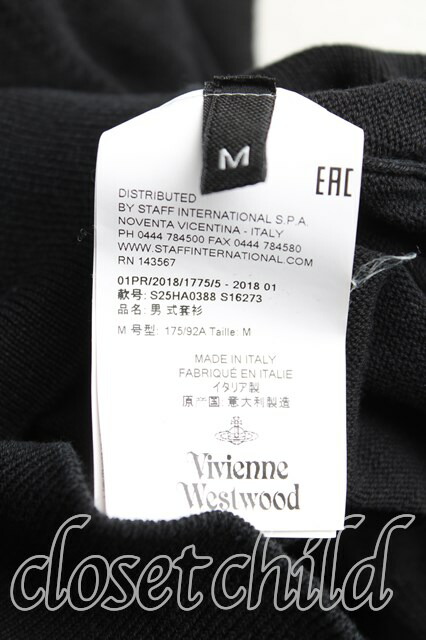 M
EAC
DISTRIBUTED
BY STAFF INTERNATIONAL S.P.A.
NOVENTA VICENTINA - ITALY
PH 0444 784500 FAX 0444 784580
WWW.STAFFINTERNATIONAL.COM
RN 143567
01PR/2018/1775/5 - 2018 01
款号: S25HA0388 S16273
品名: 男式套衫
M 号型: 175/92A Taille: M
MADE IN ITALY
FABRIQUÉ EN ITALIE
イタリア製
原产国: 意大利製造
Vivienne
Westwood
closet child